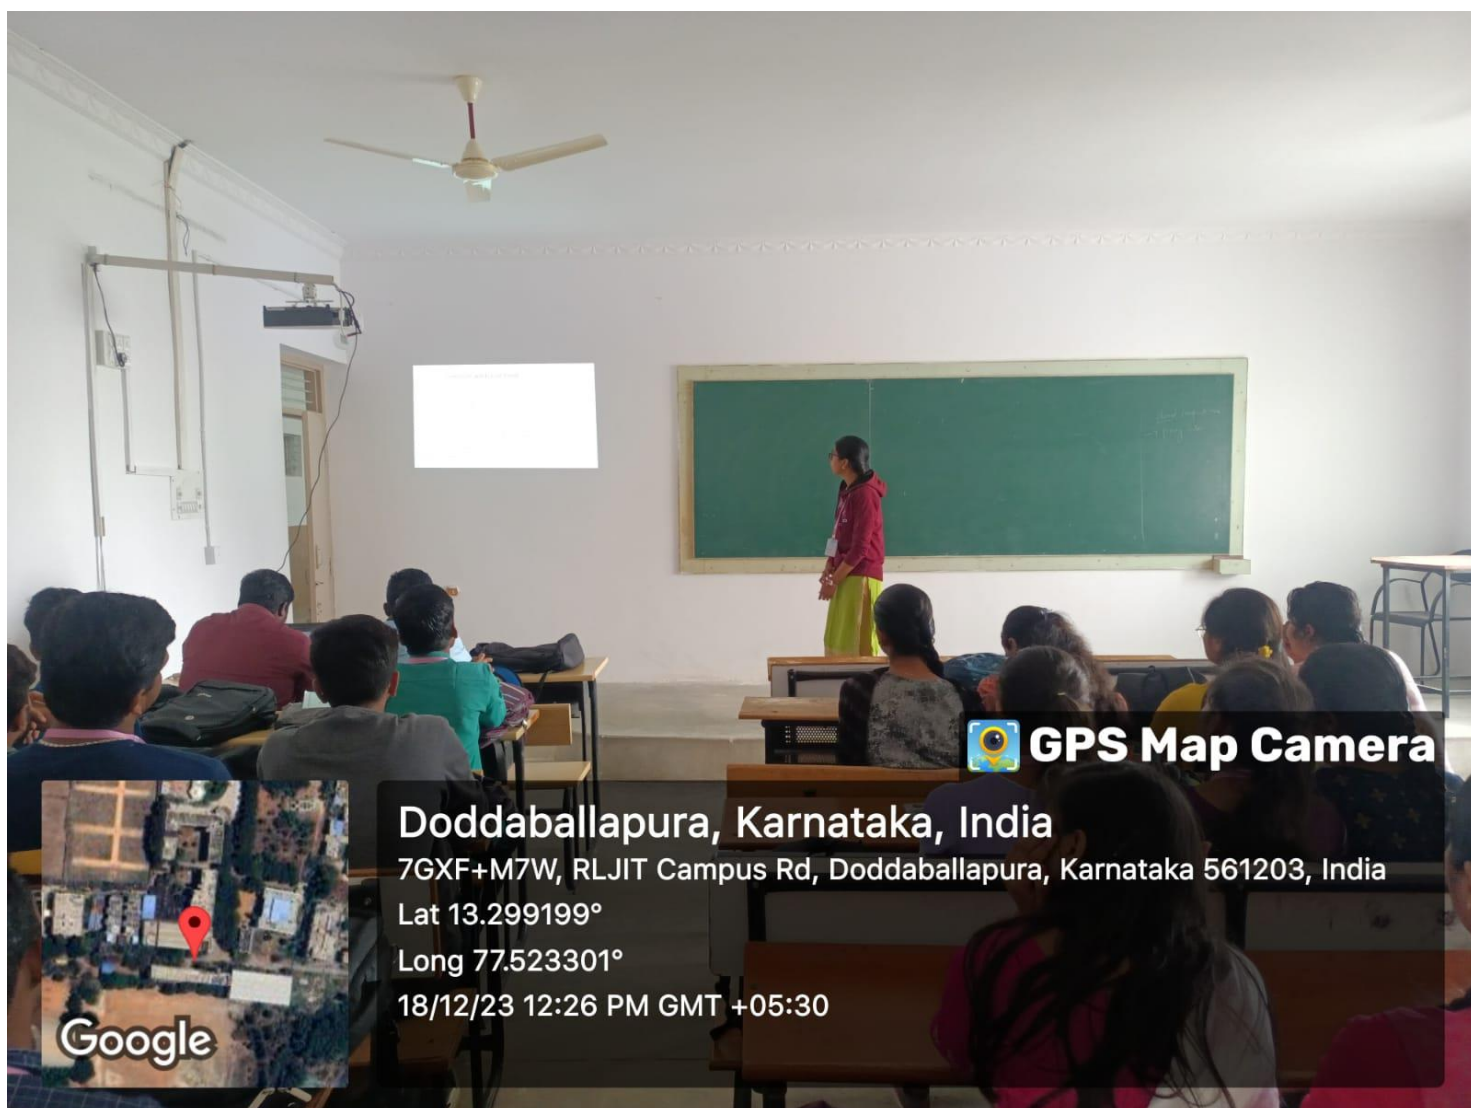 GPS Map Camera
Doddaballapura, Karnataka, India
7GXF+M7W, RLJIT Campus Rd, Doddaballapura, Karnataka 561203, India
Lat 13.299199°
Long 77.523301°
18/12/23 12:26 PM GMT +05:30
Google